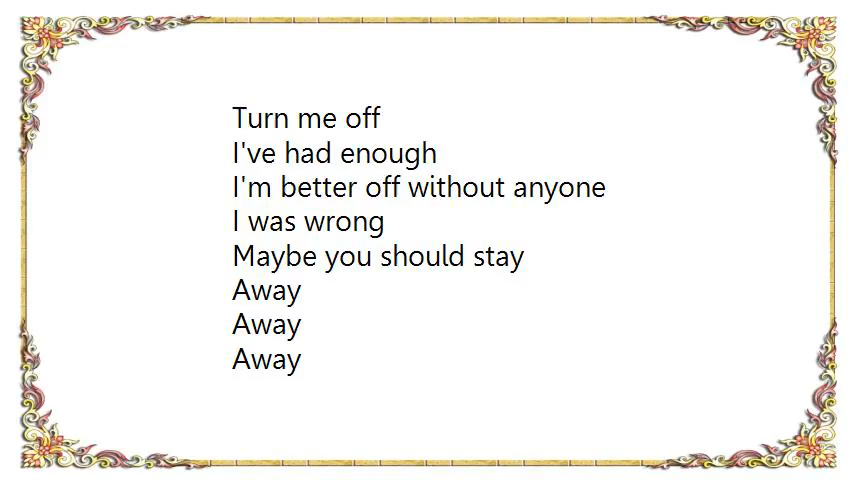 Turn me off
I've had enough
I'm better off without anyone
I was wrong
Maybe you should stay
Away
Away
Away